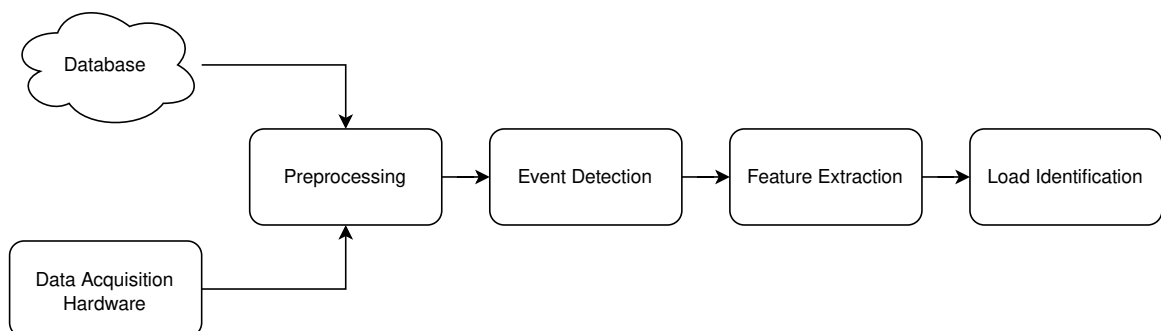 Database
Preprocessing
Event Detection
Feature Extraction
Load Identification
Data Acquisition
Hardware